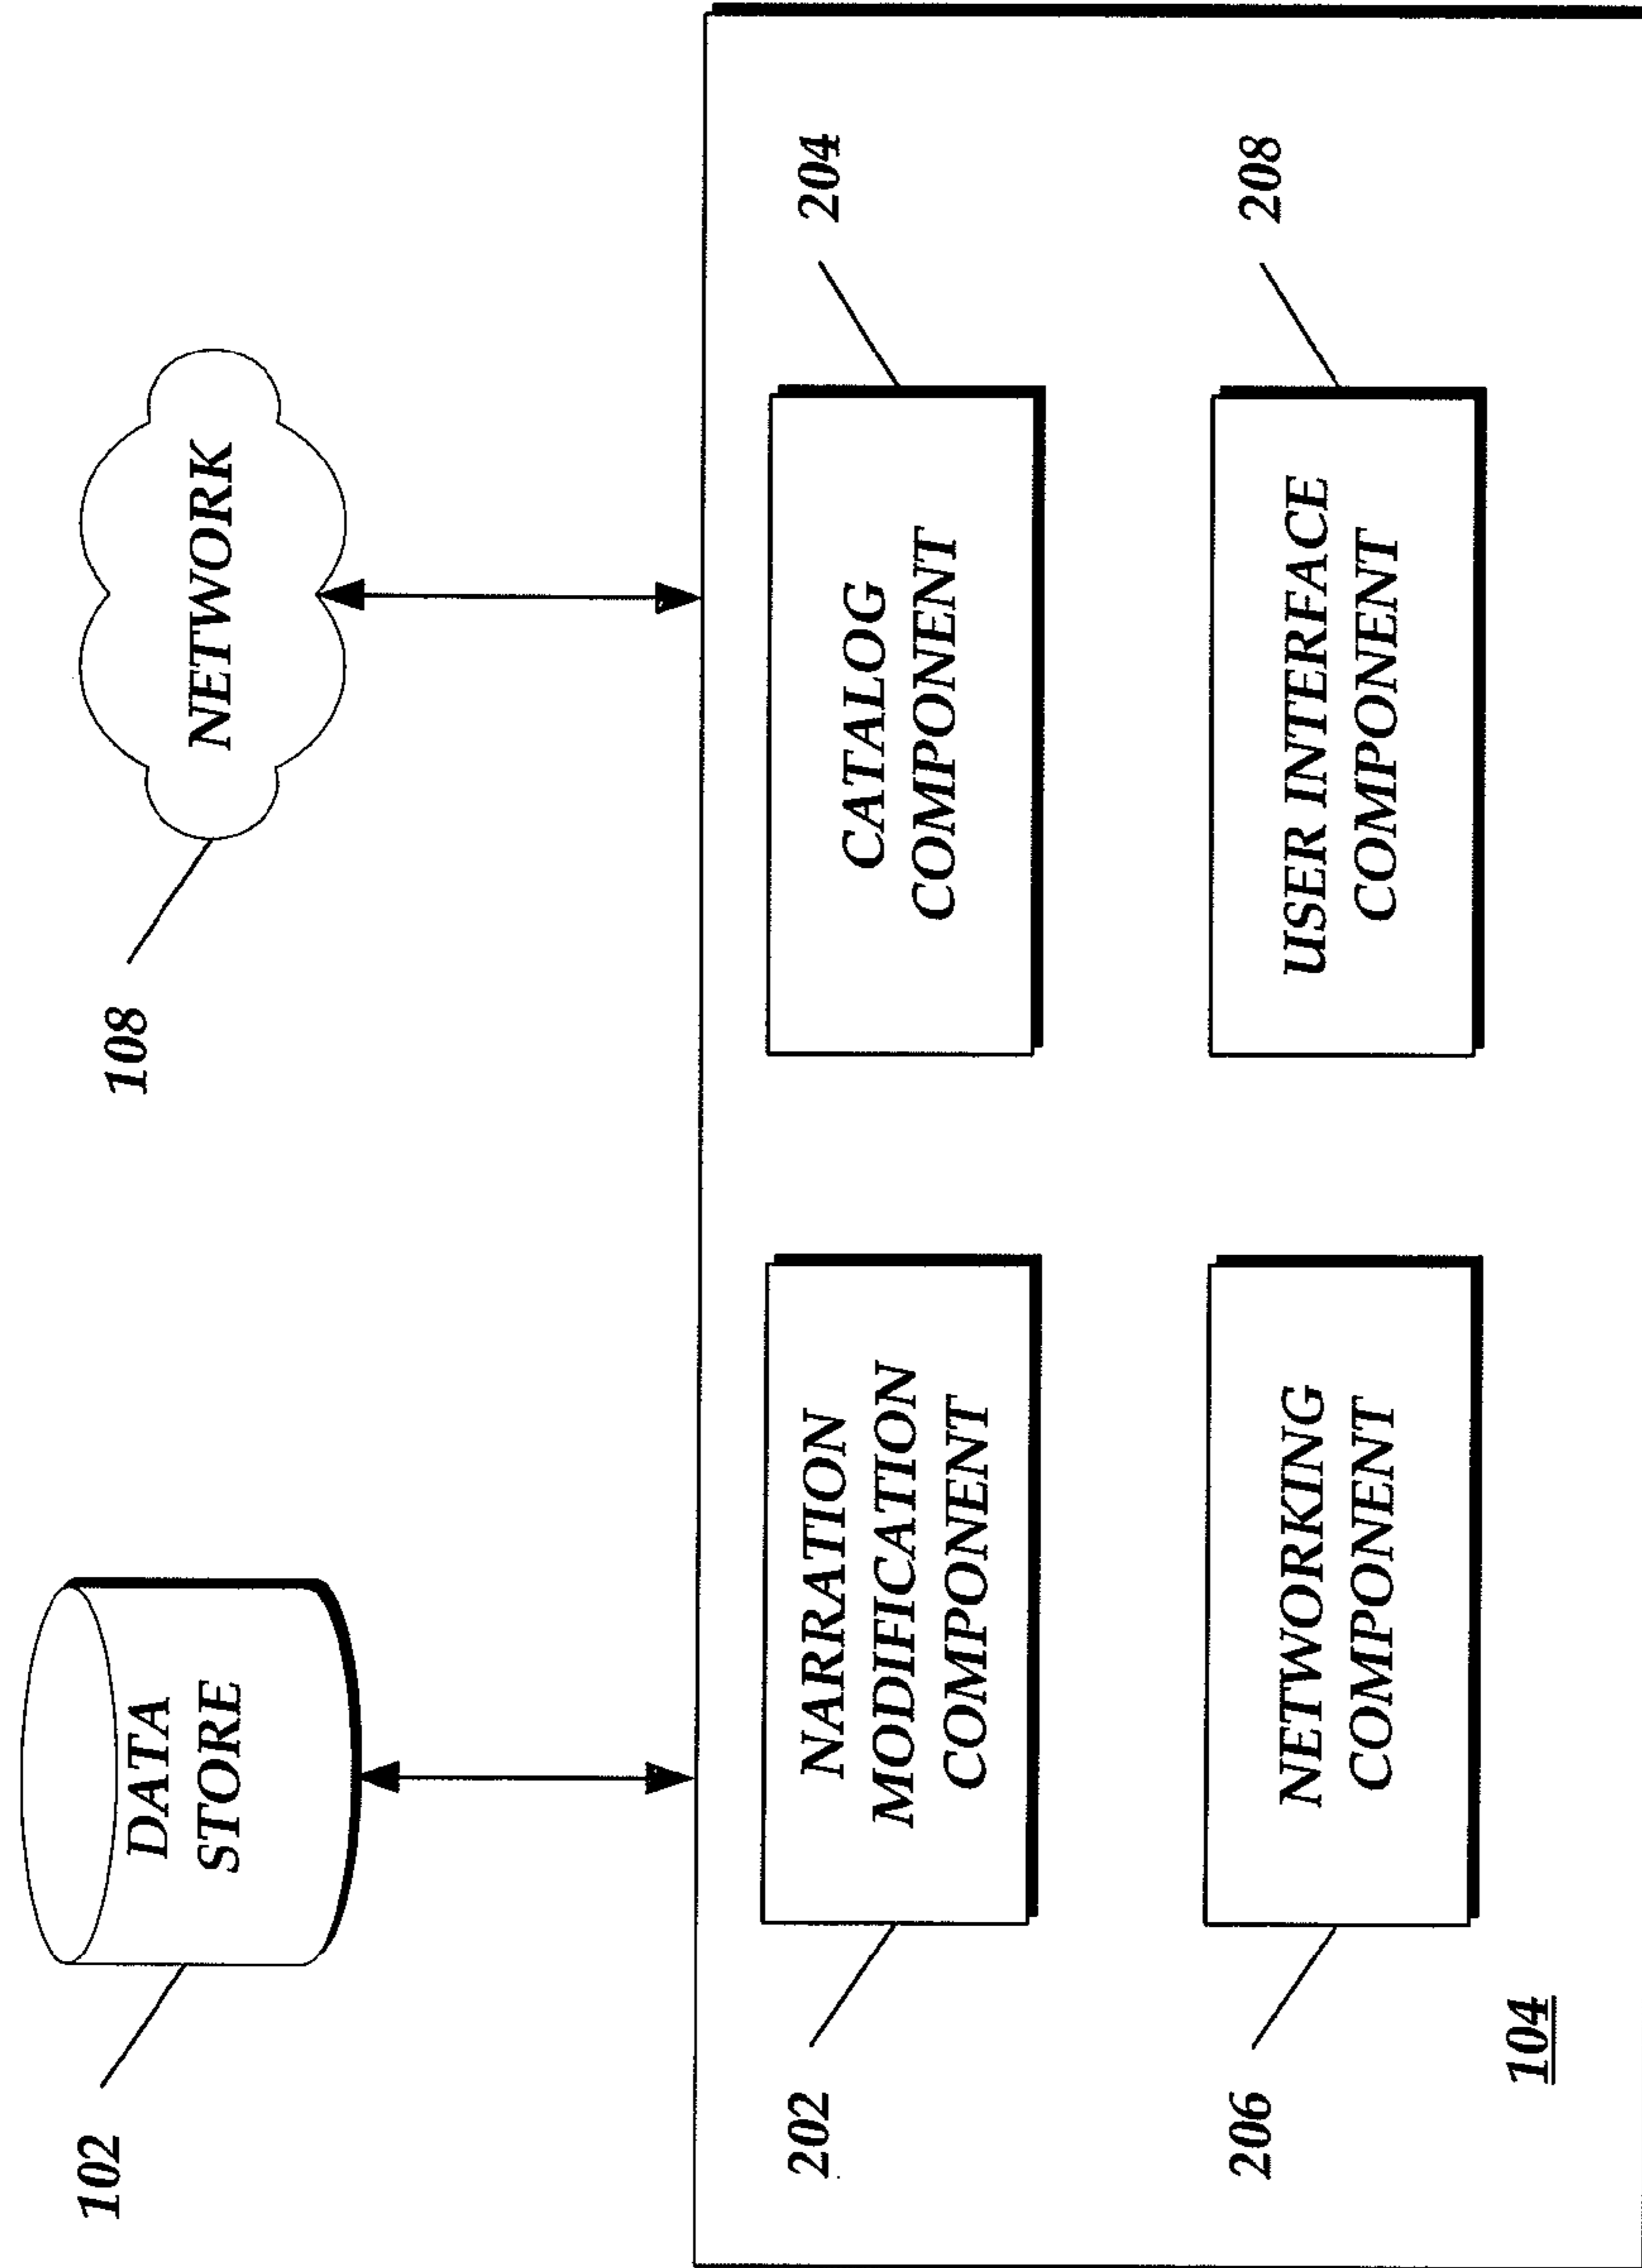 102
DATA
STORE
108
NETWORK
202
NARRATION
MODIFICATION
COMPONENT
CATALOG
COMPONENT
204
206
NETWORKING
COMPONENT
USER INTERFACE
COMPONENT
208
104